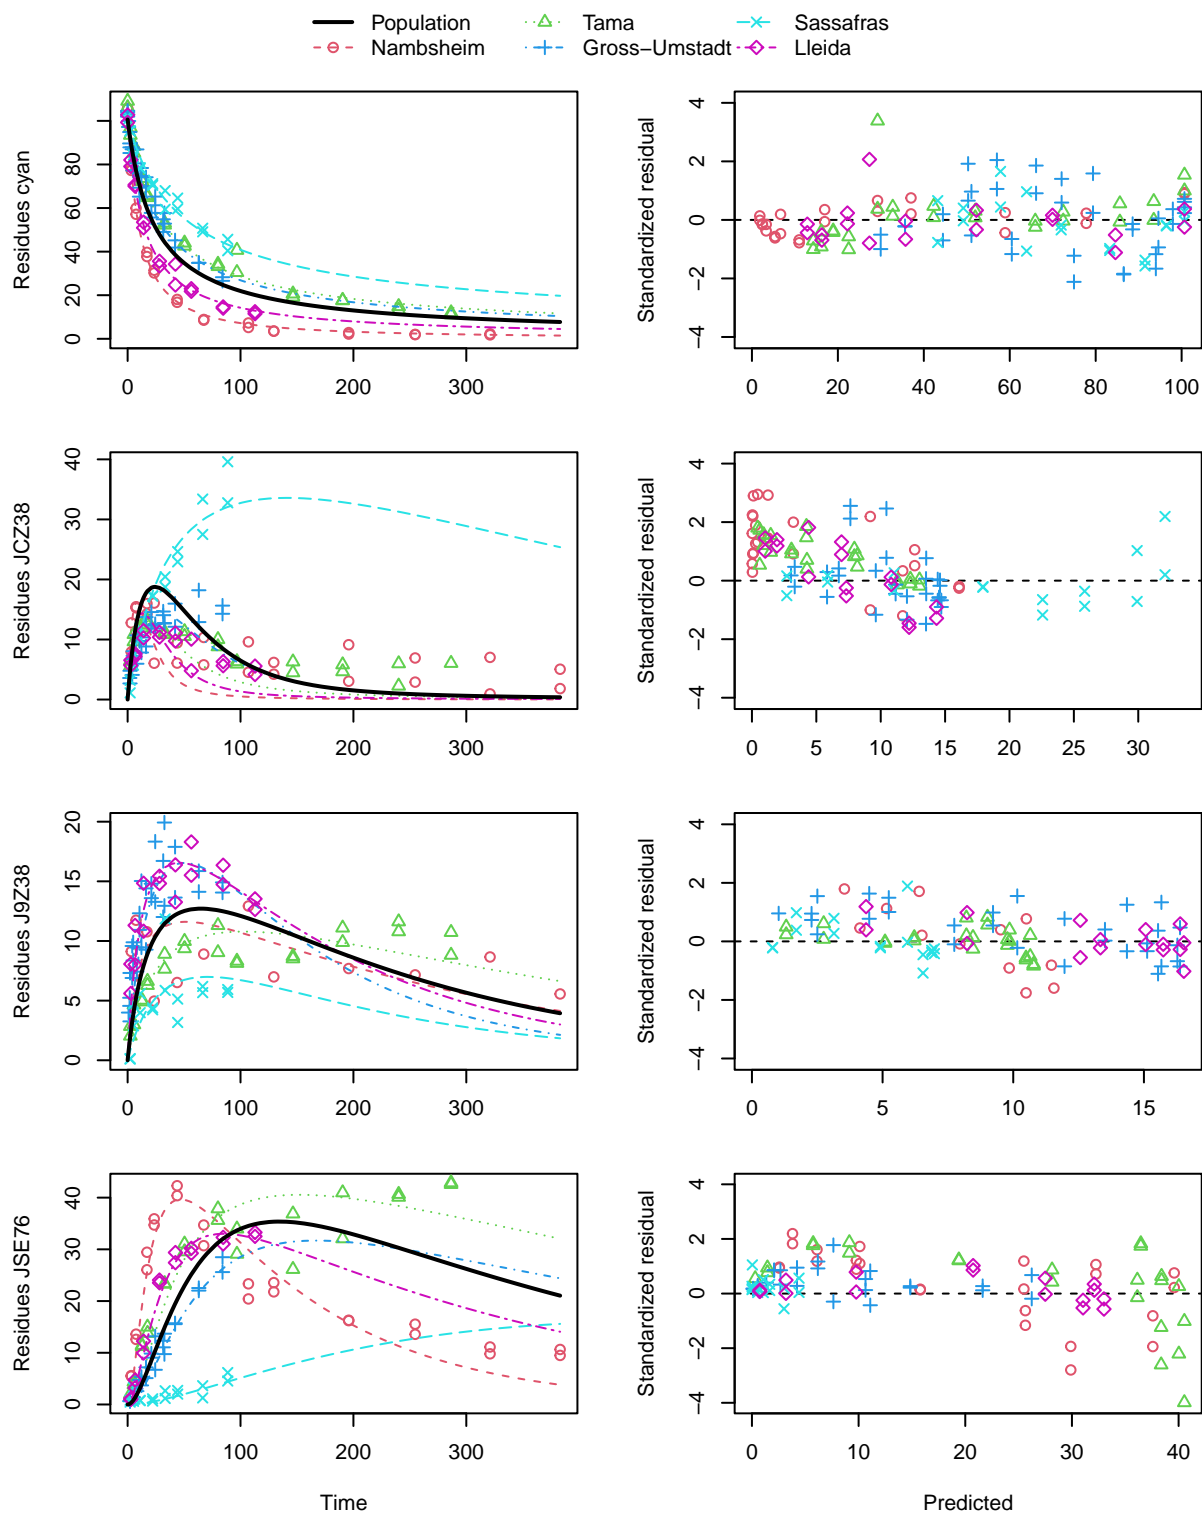 Population Tama Sassafras
Nambsheim Gross−Umstadt Lleida
Residues cyan
0 20 40 60 80
0 100 200 300
Standardized residual
−4 −2 0 2 4
0 20 40 60 80 100
Residues JCZ38
0 10 20 30 40
0 100 200 300
Standardized residual
−4 −2 0 2 4
0 5 10 15 20 25 30
Residues J9Z38
0 5 10 15 20
0 100 200 300
Standardized residual
−4 −2 0 2 4
0 5 10 15
Residues JSE76
0 10 20 30 40
0 100 200 300
Time
Standardized residual
−4 −2 0 2 4
0 10 20 30 40
Predicted